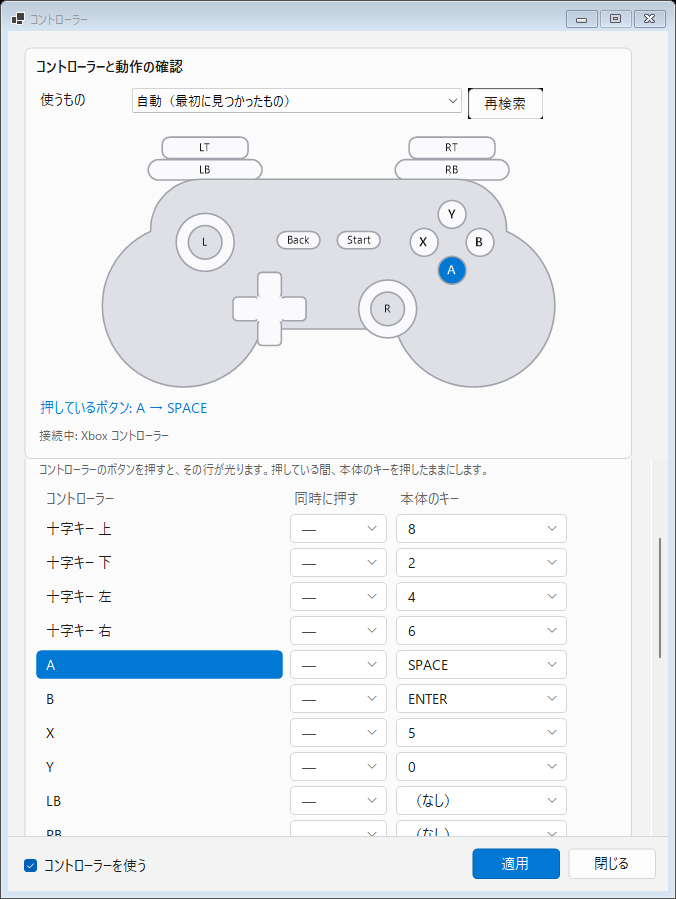 コントローラー
コントローラーと動作の確認
使うもの 自動（最初に見つかったもの） 再検索
LT RT
LB RB
Y
L Back Start X B
A
R
押しているボタン: A → SPACE
接続中: Xbox コントローラー
コントローラーのボタンを押すと、その行が光ります。押している間、本体のキーを押したままにします。
コントローラー 同時に押す 本体のキー
十字キー 上 — 8
十字キー 下 — 2
十字キー 左 — 4
十字キー 右 — 6
A — SPACE
B — ENTER
X — 5
Y — 0
LB — （なし）
RB — （なし）
コントローラーを使う 適用 閉じる